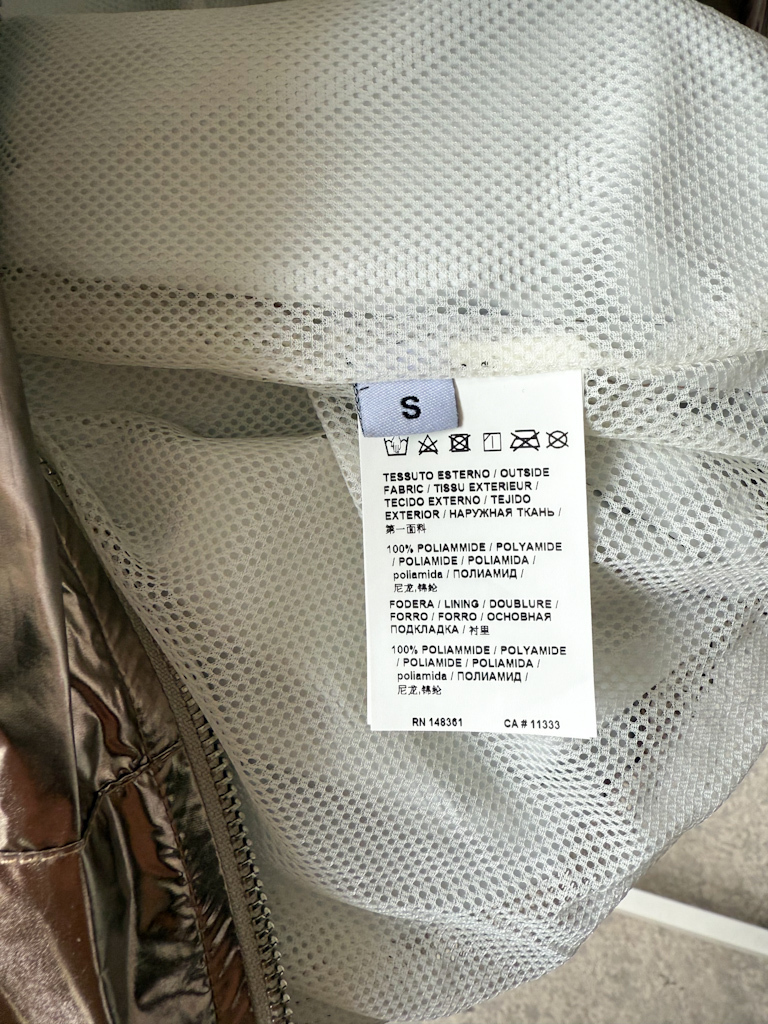 S
TESSUTO ESTERNO / OUTSIDE
FABRIC / TISSU EXTERIEUR /
TECIDO EXTERNO / TEJIDO
EXTERIOR / НАРУЖНАЯ ТКАНЬ /
第一面料
100% POLIAMMIDE / POLYAMIDE
/ POLIAMIDE / POLIAMIDA /
poliamida / ПОЛИАМИД /
尼龙,锦纶
FODERA / LINING / DOUBLURE /
FORRO / FORRO / ОСНОВНАЯ
ПОДКЛАДКА / 衬里
100% POLIAMMIDE / POLYAMIDE
/ POLIAMIDE / POLIAMIDA /
poliamida / ПОЛИАМИД /
尼龙,锦纶
RN 148361 CA # 11333